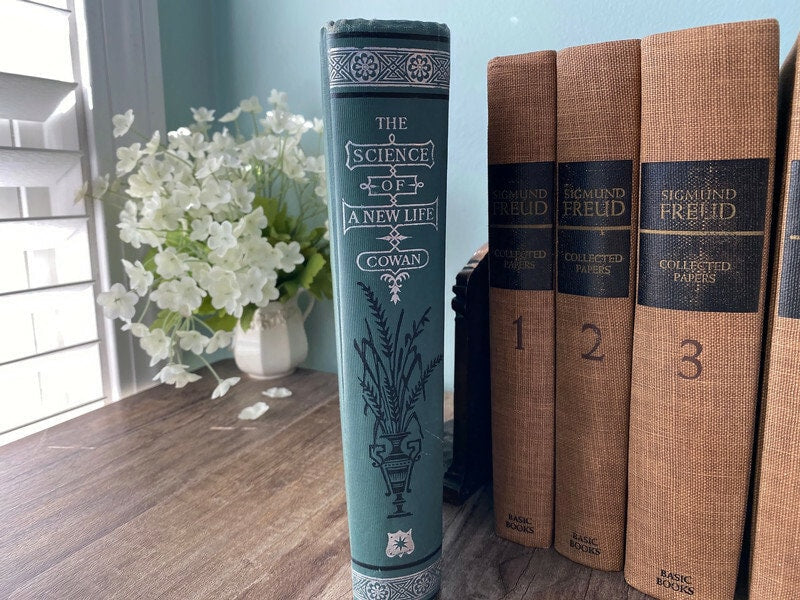 THE
SCIENCE
OF
A NEW LIFE
COWAN
SIGMUND
FREUD
COLLECTED
PAPERS
1
BASIC
BOOKS
SIGMUND
FREUD
COLLECTED
PAPERS
2
BASIC
BOOKS
SIGMUND
FREUD
COLLECTED
PAPERS
3
BASIC
BOOKS